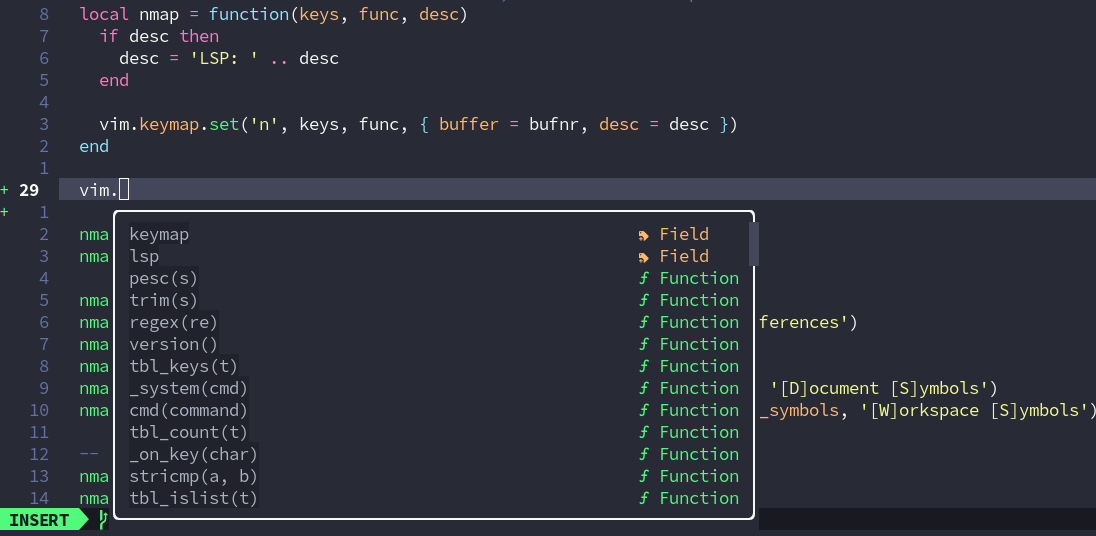 8 local nmap = function(keys, func, desc)
7 if desc then
6 desc = 'LSP: ' .. desc
5 end
4
3 vim.keymap.set('n', keys, func, { buffer = bufnr, desc = desc })
2 end
1
+ 29 vim.
+ 1
2 nma keymap Field
3 nma lsp Field
4 pesc(s) ƒ Function
5 nma trim(s) ƒ Function
6 nma regex(re) ƒ Function ferences')
7 nma version() ƒ Function
8 nma tbl_keys(t) ƒ Function
9 nma _system(cmd) ƒ Function '[D]ocument [S]ymbols')
10 nma cmd(command) ƒ Function _symbols, '[W]orkspace [S]ymbols')
11 tbl_count(t) ƒ Function
12 -- _on_key(char) ƒ Function
13 nma stricmp(a, b) ƒ Function
14 nma tbl_islist(t) ƒ Function
INSERT